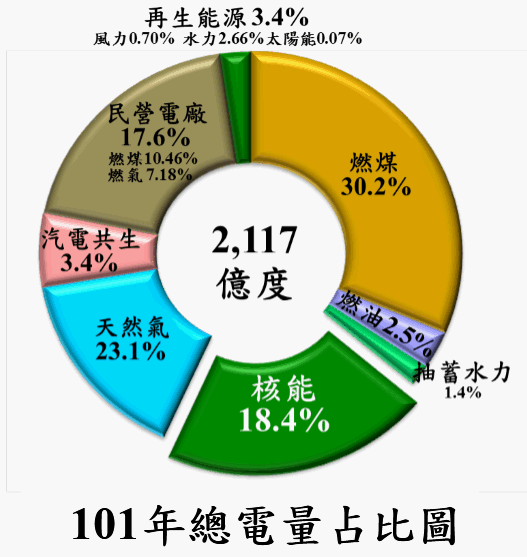 再生能源3.4%
風力0.70% 水力2.66%太陽能0.07%
民營電廠
17.6%
燃煤10.46%
燃氣7.18%
燃煤
30.2%
2,117
億度
汽電共生
3.4%
天然氣
23.1%
燃油2.5%
抽蓄水力
1.4%
核能
18.4%
101年總電量占比圖